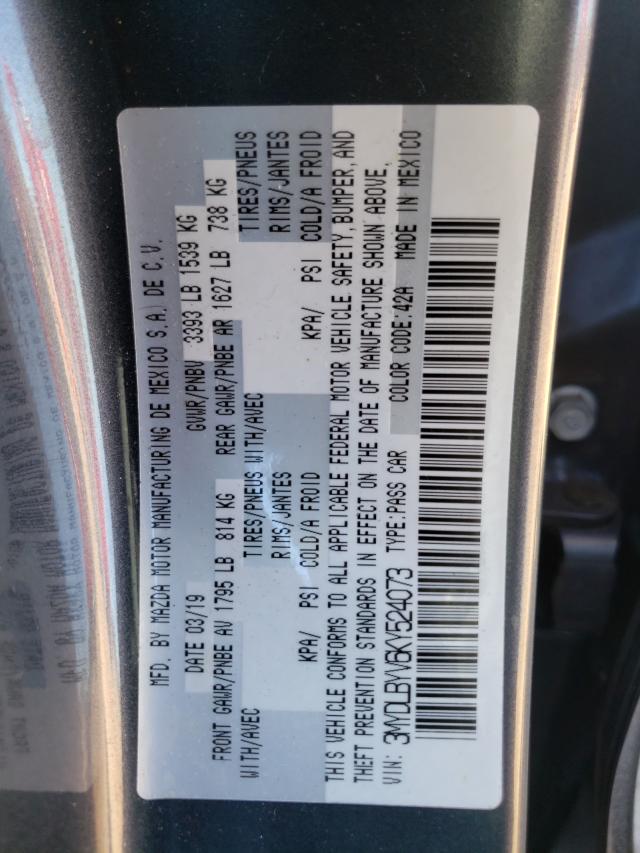 MFD. BY MAZDA MOTOR MANUFACTURING DE MEXICO S.A. DE C.V.
DATE 03/19 GVWR/PNBV 3393 LB 1539 KG
FRONT GAWR/PNBE AV 1795 LB 814 KG REAR GAWR/PNBE AR 1627 LB 738 KG
WITH/AVEC TIRES/PNEUS WITH/AVEC TIRES/PNEUS
RIMS/JANTES RIMS/JANTES
KPA/ PSI COLD/A FROID KPA/ PSI COLD/A FROID
THIS VEHICLE CONFORMS TO ALL APPLICABLE FEDERAL MOTOR VEHICLE SAFETY, BUMPER, AND
THEFT PREVENTION STANDARDS IN EFFECT ON THE DATE OF MANUFACTURE SHOWN ABOVE.
VIN: 3MYDLBYV6KY524073 TYPE:PASS CAR COLOR CODE:42A MADE IN MEXICO